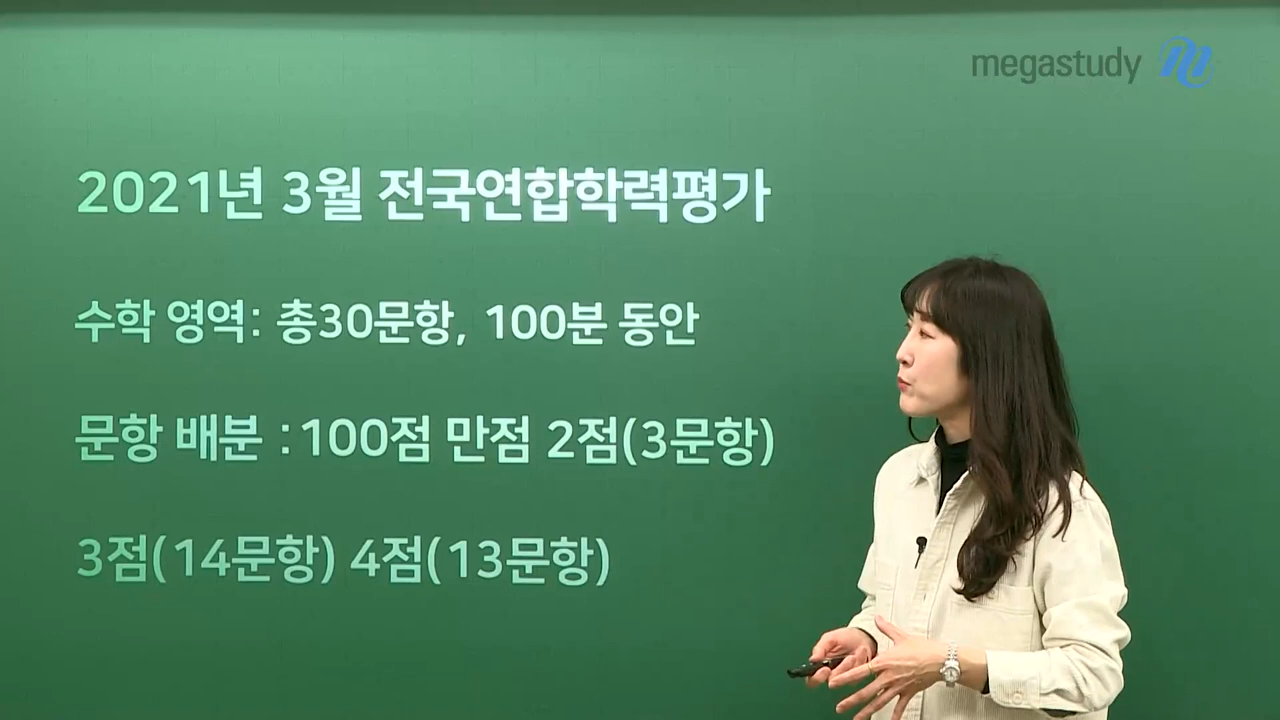 megastudy
2021년 3월 전국연합학력평가
수학 영역: 총30문항, 100분 동안
문항 배분 :100점 만점 2점(3문항)
3점(14문항) 4점(13문항)